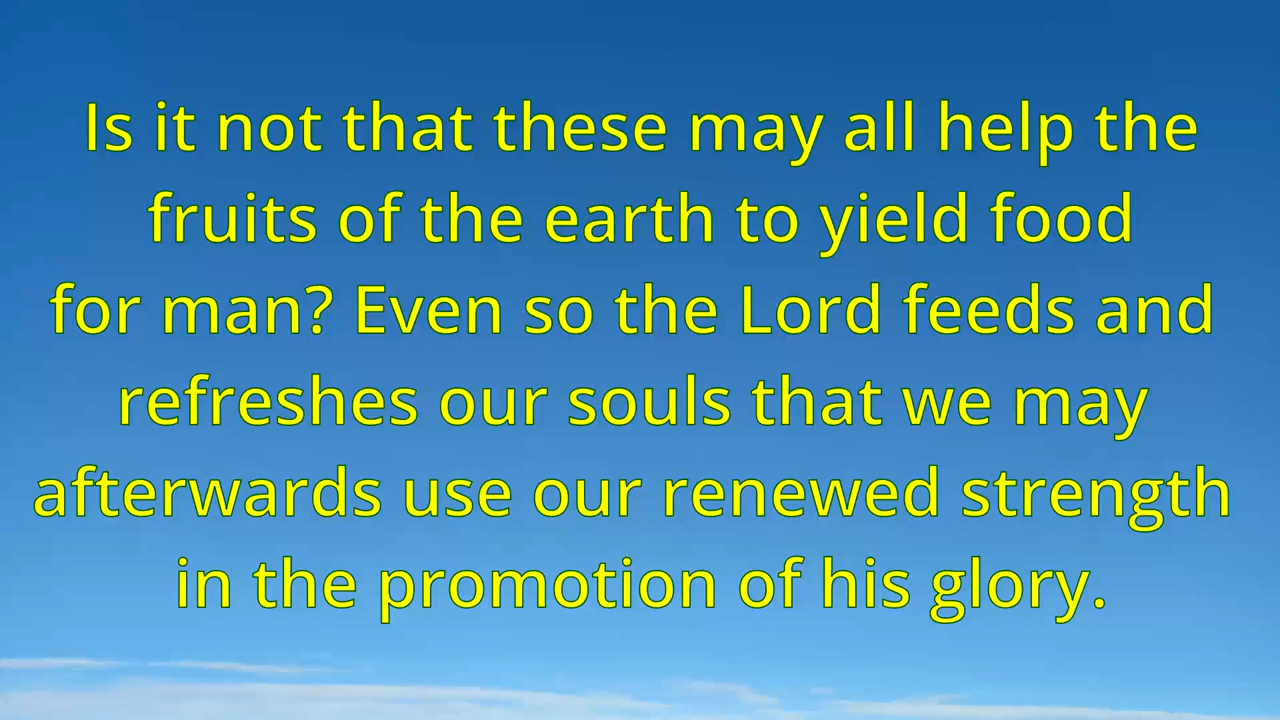 Is it not that these may all help the
fruits of the earth to yield food
for man? Even so the Lord feeds and
refreshes our souls that we may
afterwards use our renewed strength
in the promotion of his glory.